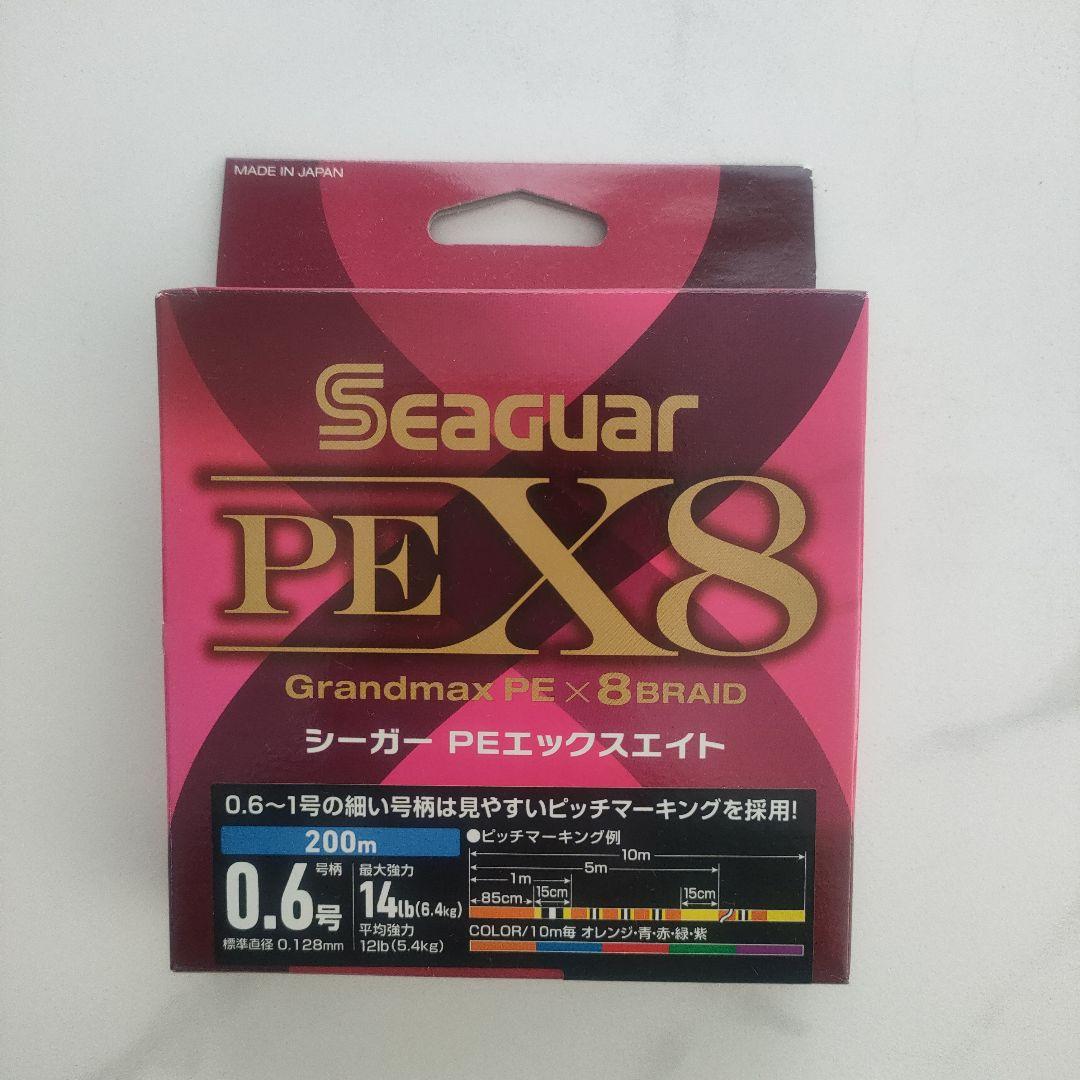 MADE IN JAPAN
SEAGUAR
PE X8
Grandmax PE×8BRAID
シーガー PEエックスエイト
0.6～1号の細い号柄は見やすいピッチマーキングを採用!
200m
号柄
0.6号
標準直径 0.128mm
最大強力
14lb(6.4kg)
平均強力
12lb(5.4kg)
●ピッチマーキング例
10m
5m
1m
85cm
15cm
15cm
COLOR/10m毎 オレンジ・青・赤・緑・紫